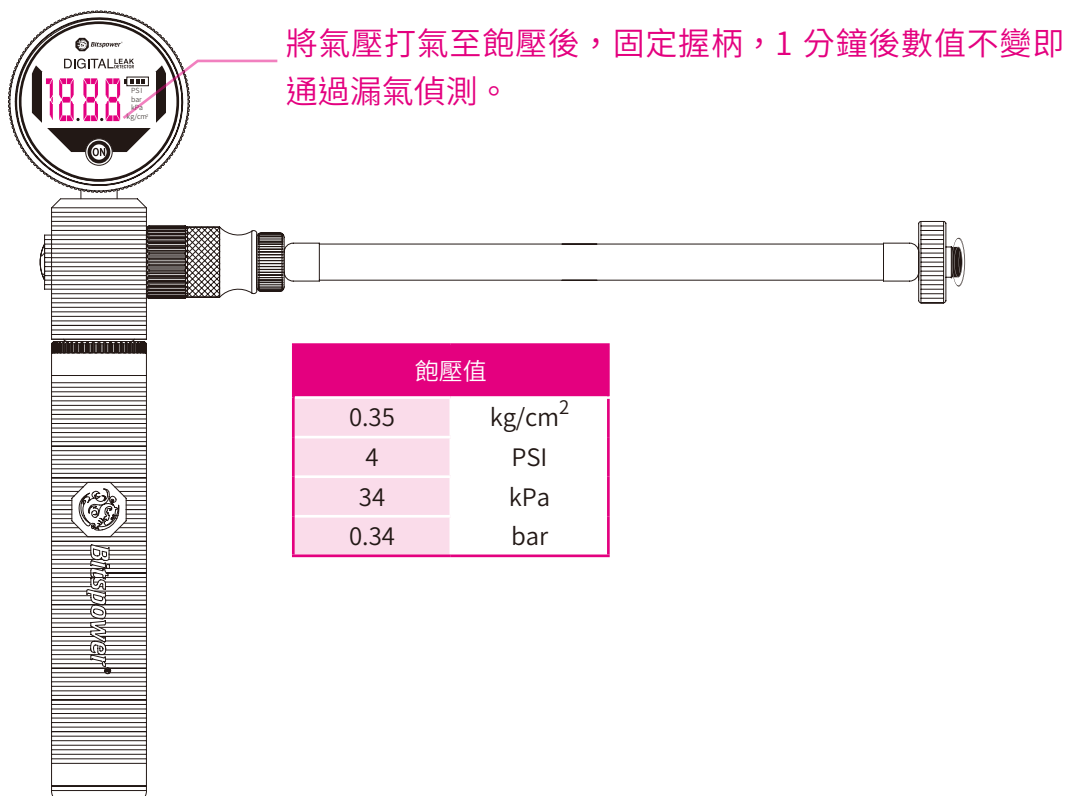 Bitspower
DIGITAL LEAK DETECTOR
18.8.8
PSI
bar
kPa
kg/cm²
ON
將氣壓打氣至飽壓後，固定握柄，1 分鐘後數值不變即
通過漏氣偵測。
飽壓值
0.35 kg/cm²
4 PSI
34 kPa
0.34 bar
Bitspower®